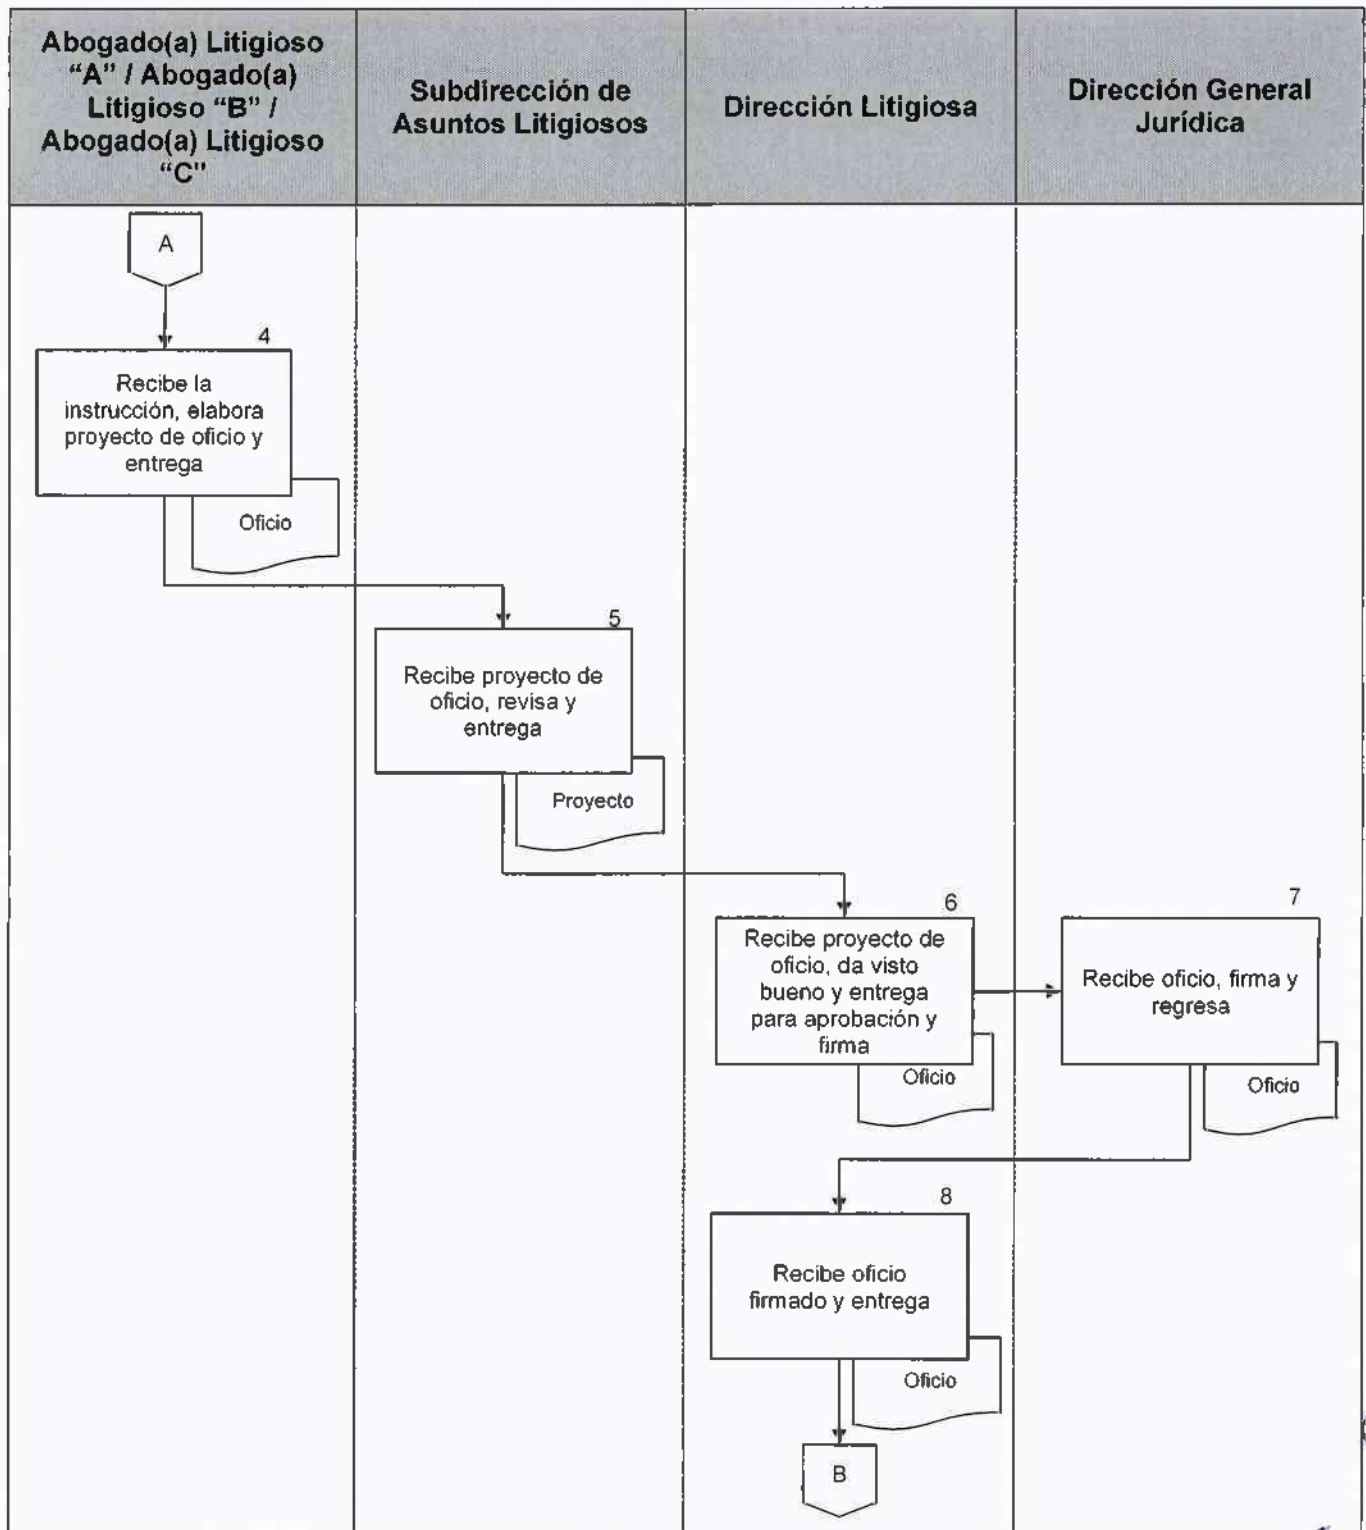 Abogado(a) Litigioso
“A” / Abogado(a)
Litigioso “B” /
Abogado(a) Litigioso
“C”
Subdirección de
Asuntos Litigiosos
Dirección Litigiosa
Dirección General
Jurídica
A
4
Recibe la
instrucción, elabora
proyecto de oficio y
entrega
Oficio
5
Recibe proyecto de
oficio, revisa y
entrega
Proyecto
6
Recibe proyecto de
oficio, da visto
bueno y entrega
para aprobación y
firma
Oficio
7
Recibe oficio, firma y
regresa
Oficio
8
Recibe oficio
firmado y entrega
Oficio
B